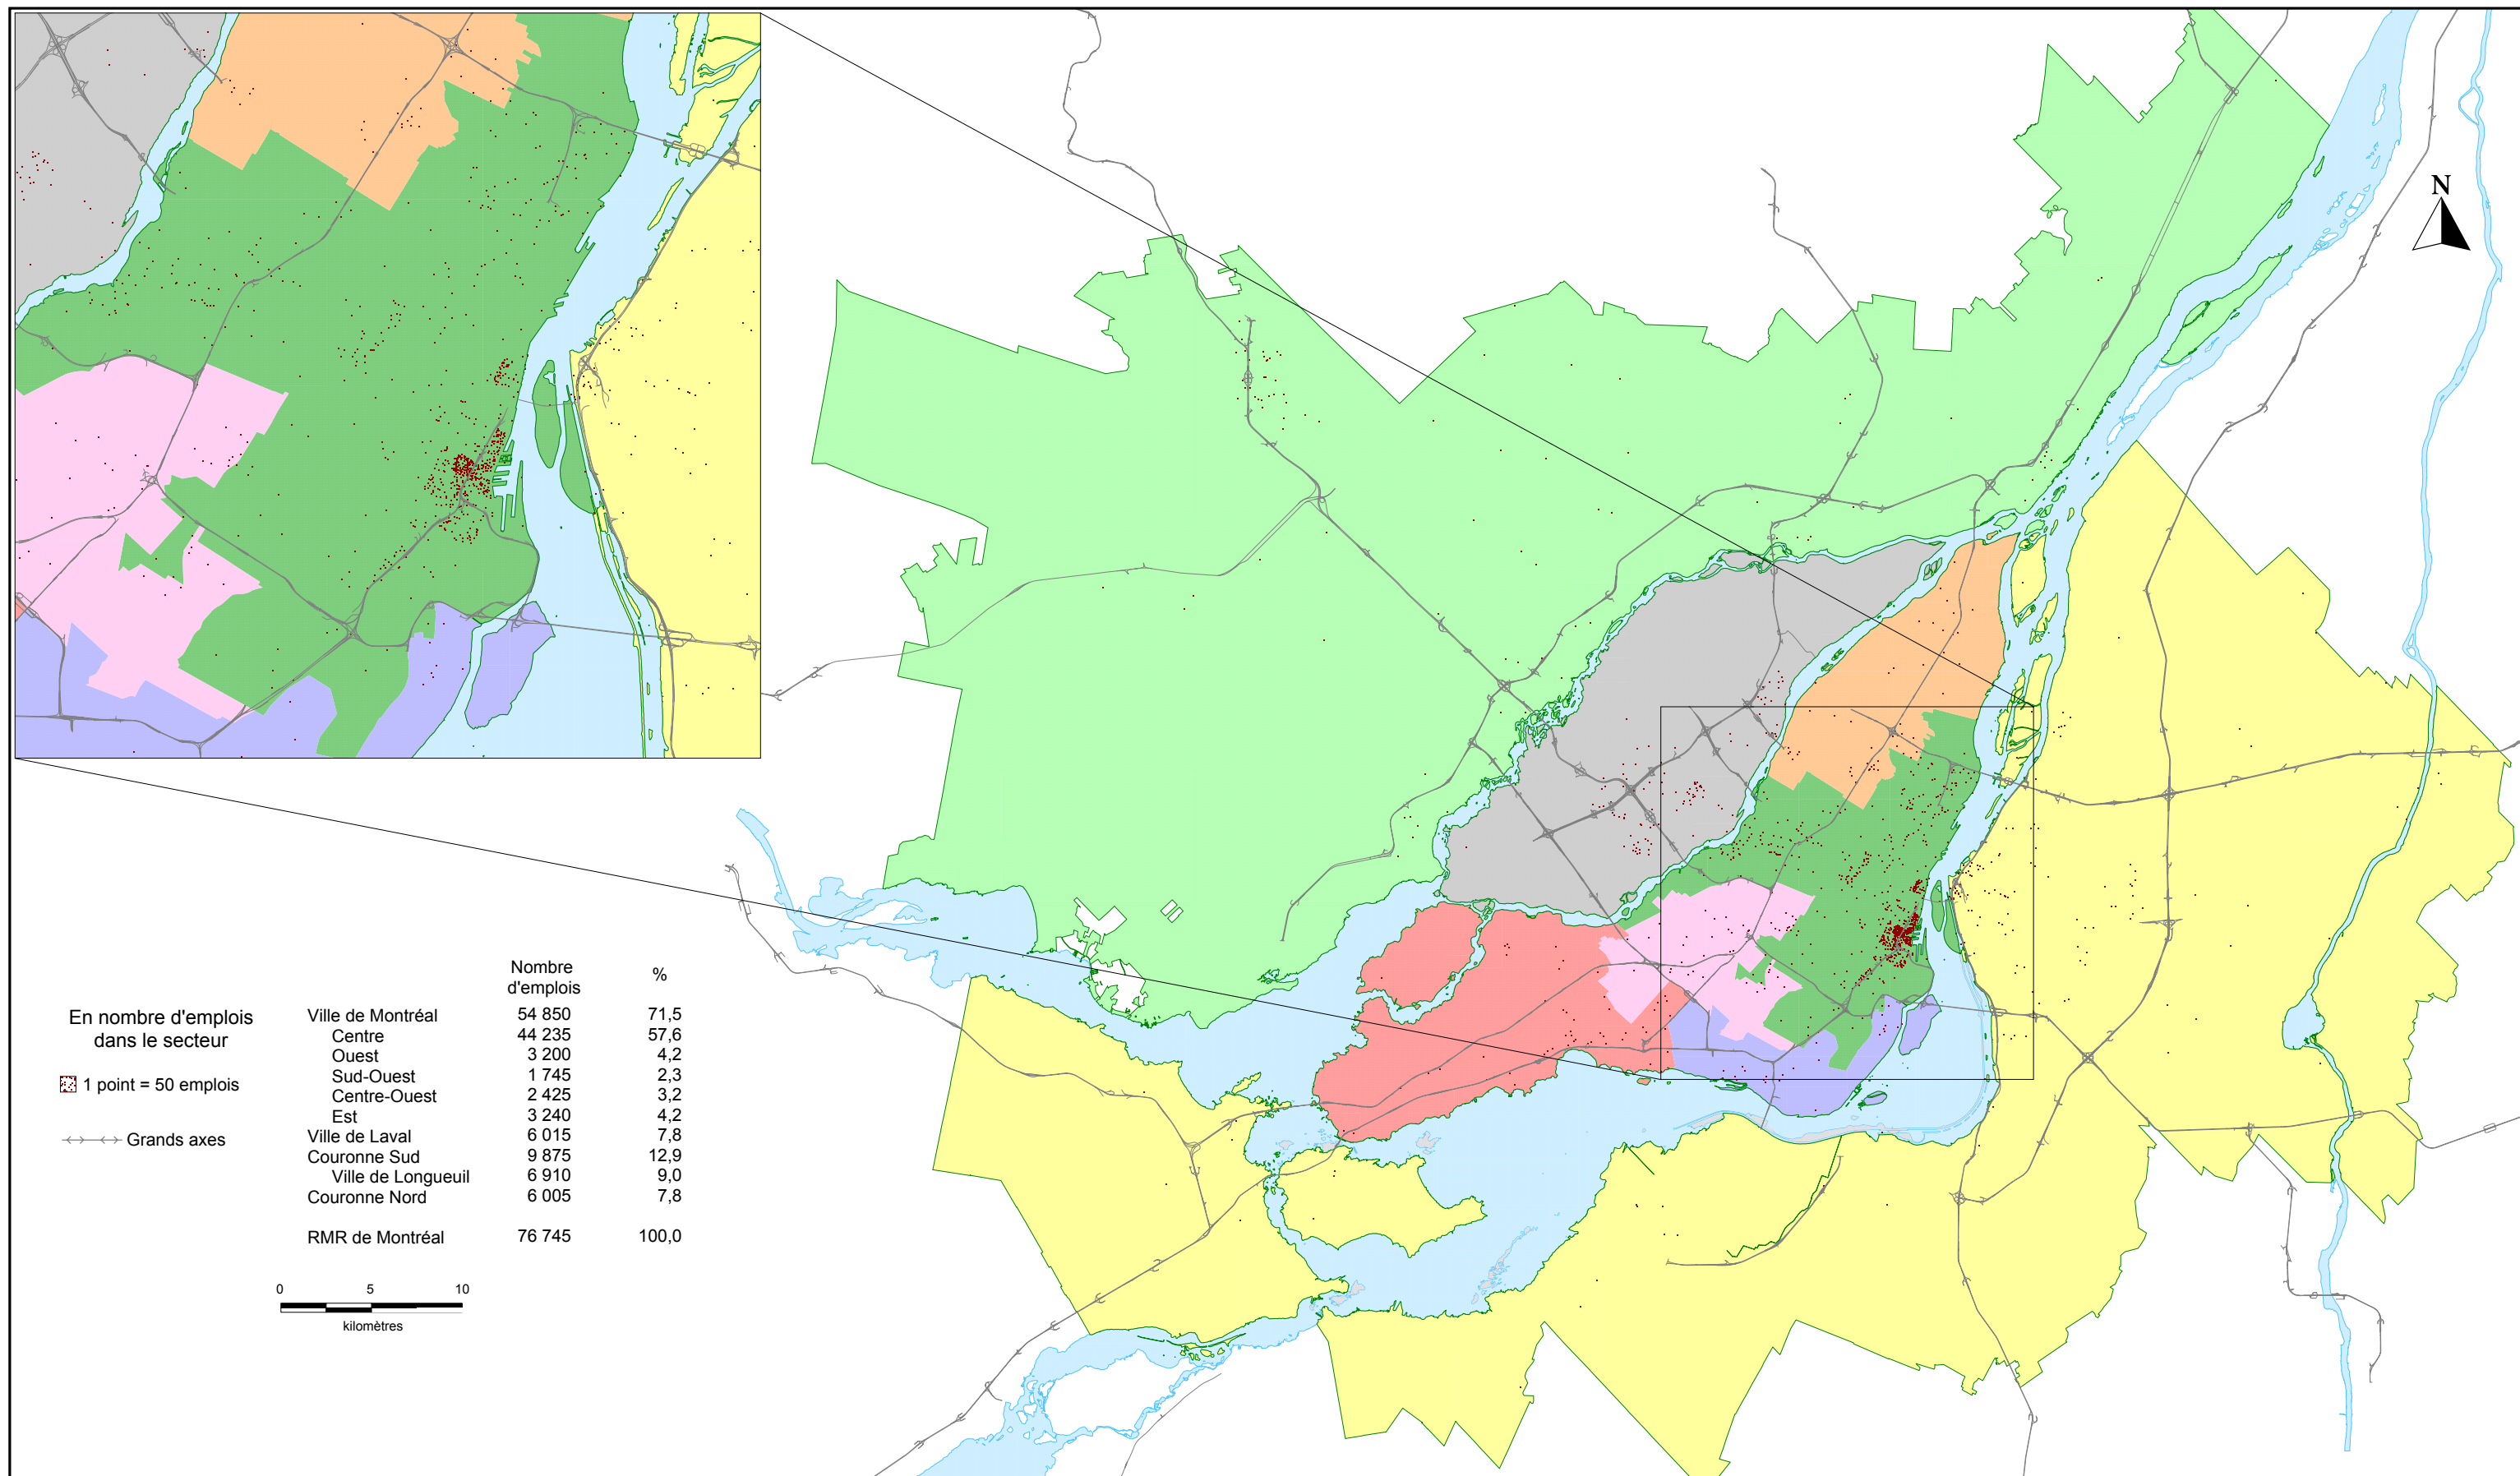 N
Nombre
d'emplois
%
En nombre d'emplois
dans le secteur
1 point = 50 emplois
Grands axes
Ville de Montréal 54 850 71,5
Centre 44 235 57,6
Ouest 3 200 4,2
Sud-Ouest 1 745 2,3
Centre-Ouest 2 425 3,2
Est 3 240 4,2
Ville de Laval 6 015 7,8
Couronne Sud 9 875 12,9
Ville de Longueuil 6 910 9,0
Couronne Nord 6 005 7,8
RMR de Montréal 76 745 100,0
0 5 10
kilomètres